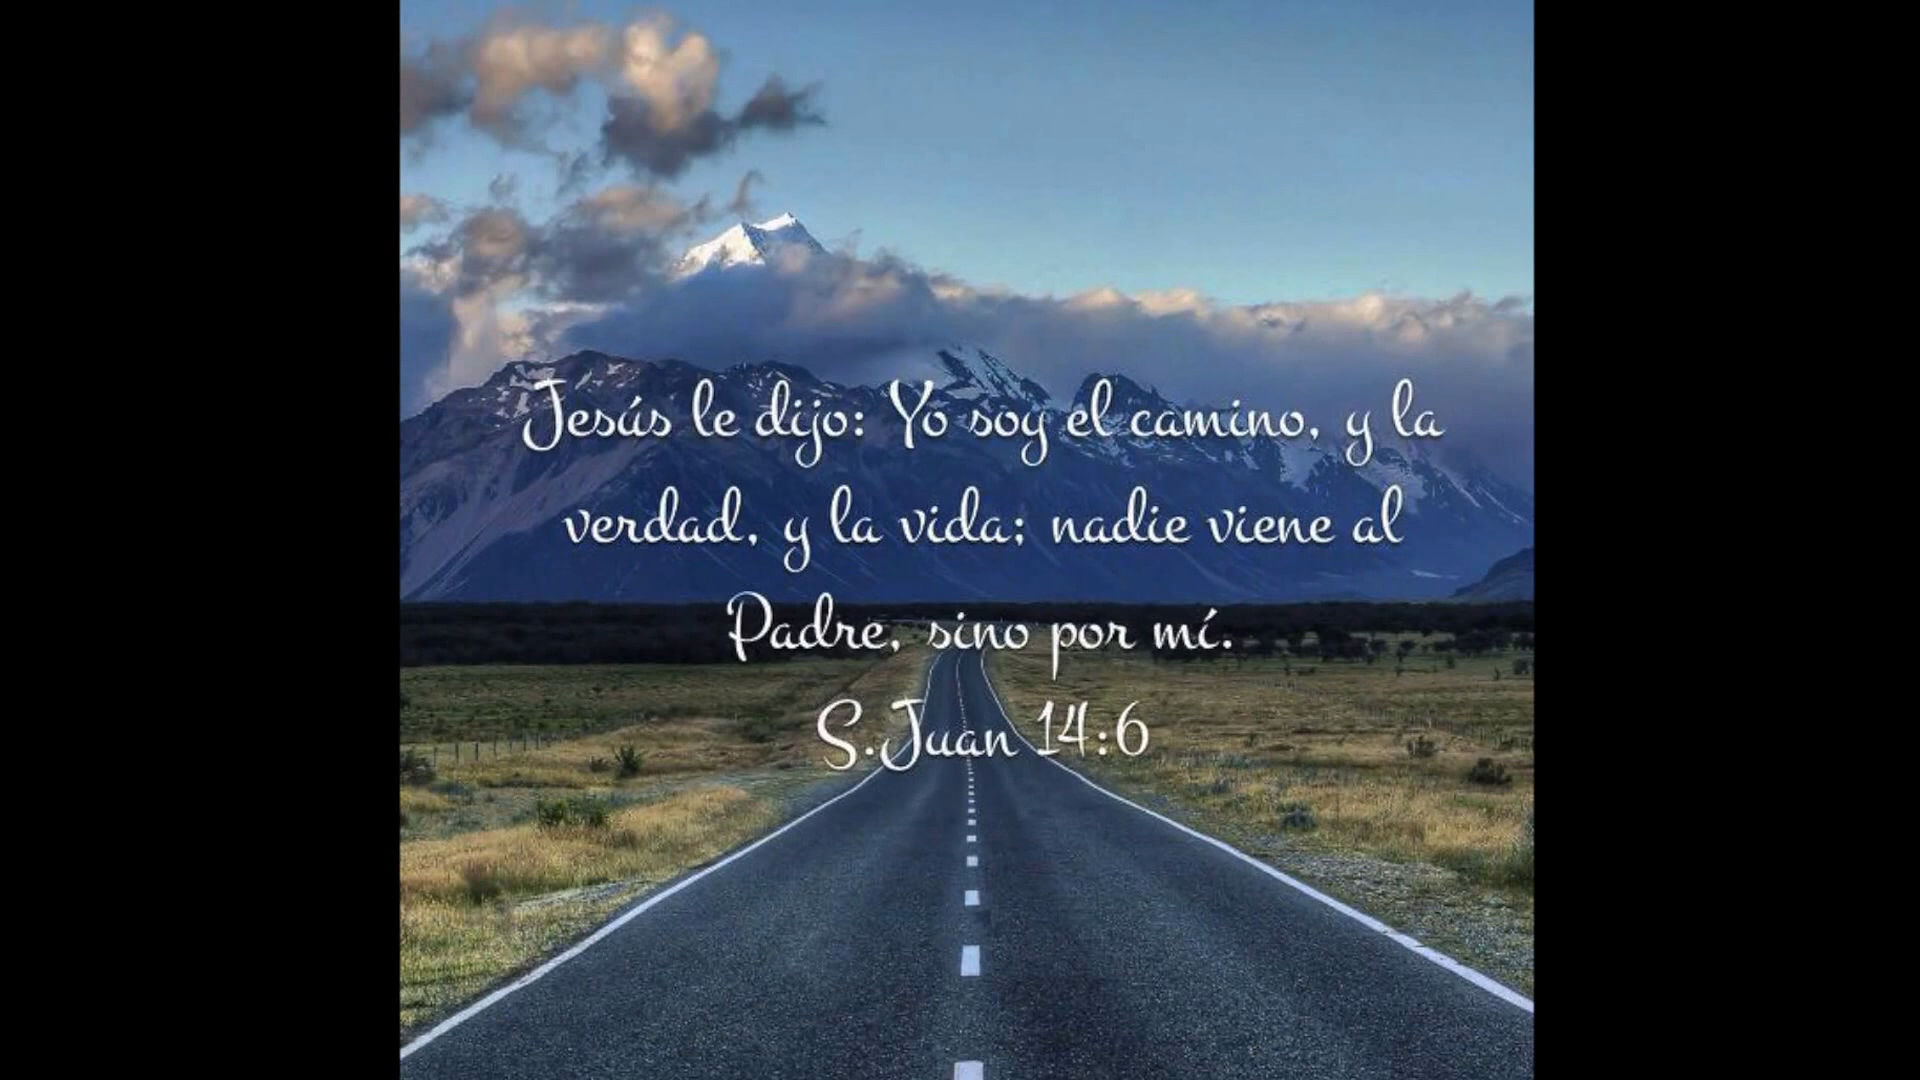 Jesús le dijo: Yo soy el camino, y la
verdad, y la vida; nadie viene al
Padre, sino por mí.
S.Juan 14:6